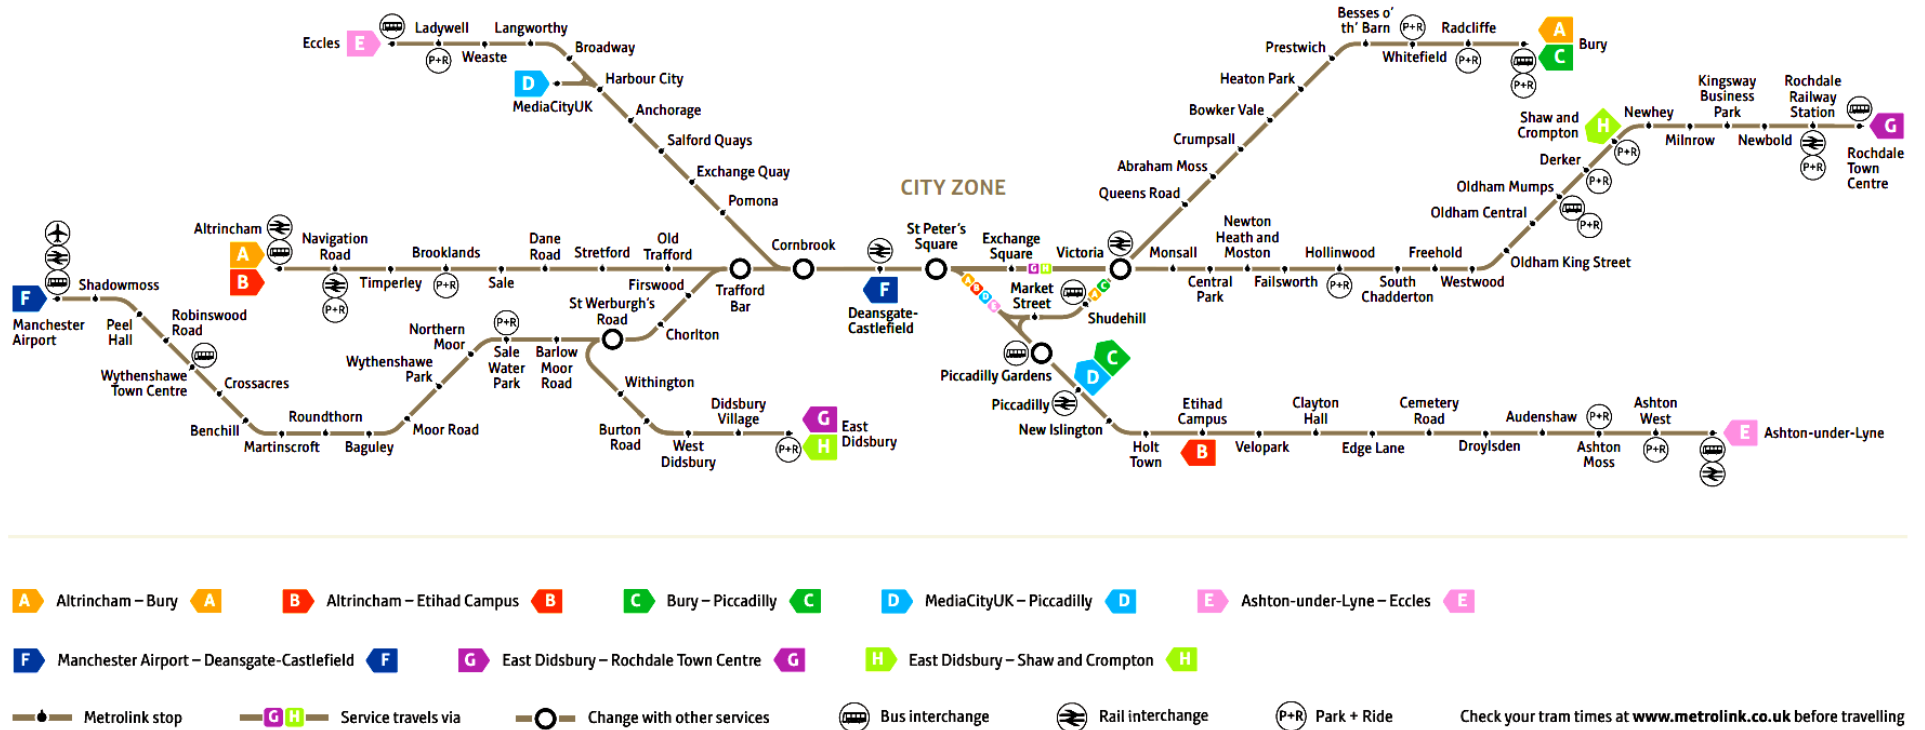 Eccles
E
Ladywell
P+R
Weaste
Langworthy
Broadway
D
MediaCityUK
Harbour City
Anchorage
Salford Quays
Exchange Quay
Pomona
Besses o'
th' Barn
P+R
Whitefield
Radcliffe
P+R
A
C
Bury
P+R
Prestwich
Heaton Park
Bowker Vale
Crumpsall
Abraham Moss
Queens Road
Shaw and
Crompton
H
P+R
Newhey
Milnrow
Kingsway
Business
Park
Newbold
Rochdale
Railway
Station
P+R
G
Rochdale
Town
Centre
Derker
P+R
Oldham Mumps
P+R
Oldham Central
Oldham King Street
CITY ZONE
Altrincham
A
B
Navigation
Road
P+R
Timperley
Brooklands
P+R
Sale
Dane
Road
Stretford
Old
Trafford
Trafford
Bar
Cornbrook
F
Deansgate-
Castlefield
St Peter's
Square
Exchange
Square
G H
Victoria
Monsall
Central
Park
Newton
Heath and
Moston
Failsworth
Hollinwood
P+R
South
Chadderton
Freehold
Westwood
A B D E
Market
Street
A C
Shudehill
Piccadilly Gardens
C
D
Piccadilly
New Islington
F
Manchester
Airport
Shadowmoss
Peel
Hall
Robinswood
Road
Wythenshawe
Town Centre
Crossacres
Benchill
Martinscroft
Roundthorn
Baguley
Moor Road
Wythenshawe
Park
Northern
Moor
P+R
Sale
Water
Park
Barlow
Moor
Road
St Werburgh's
Road
Firswood
Chorlton
Withington
Burton
Road
West
Didsbury
Didsbury
Village
P+R
G
H
East
Didsbury
Holt
Town
Etihad
Campus
B
Velopark
Clayton
Hall
Edge Lane
Cemetery
Road
Droylsden
Audenshaw
P+R
Ashton
Moss
Ashton
West
P+R
E
Ashton-under-Lyne
A Altrincham – Bury A
B Altrincham – Etihad Campus B
C Bury – Piccadilly C
D MediaCityUK – Piccadilly D
E Ashton-under-Lyne – Eccles E
F Manchester Airport – Deansgate-Castlefield F
G East Didsbury – Rochdale Town Centre G
H East Didsbury – Shaw and Crompton H
Metrolink stop
G H Service travels via
Change with other services
Bus interchange
Rail interchange
P+R Park + Ride
Check your tram times at www.metrolink.co.uk before travelling